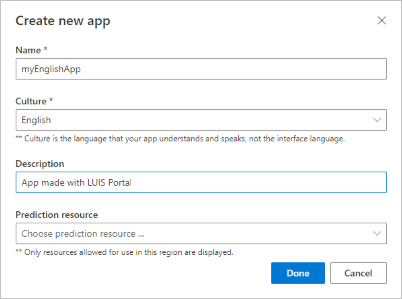 Create new app
Name *
myEnglishApp
Culture *
English
** Culture is the language that your app understands and speaks, not the interface language.
Description
App made with LUIS Portal
Prediction resource
Choose prediction resource ...
** Only resources allowed for use in this region are displayed.
Done Cancel